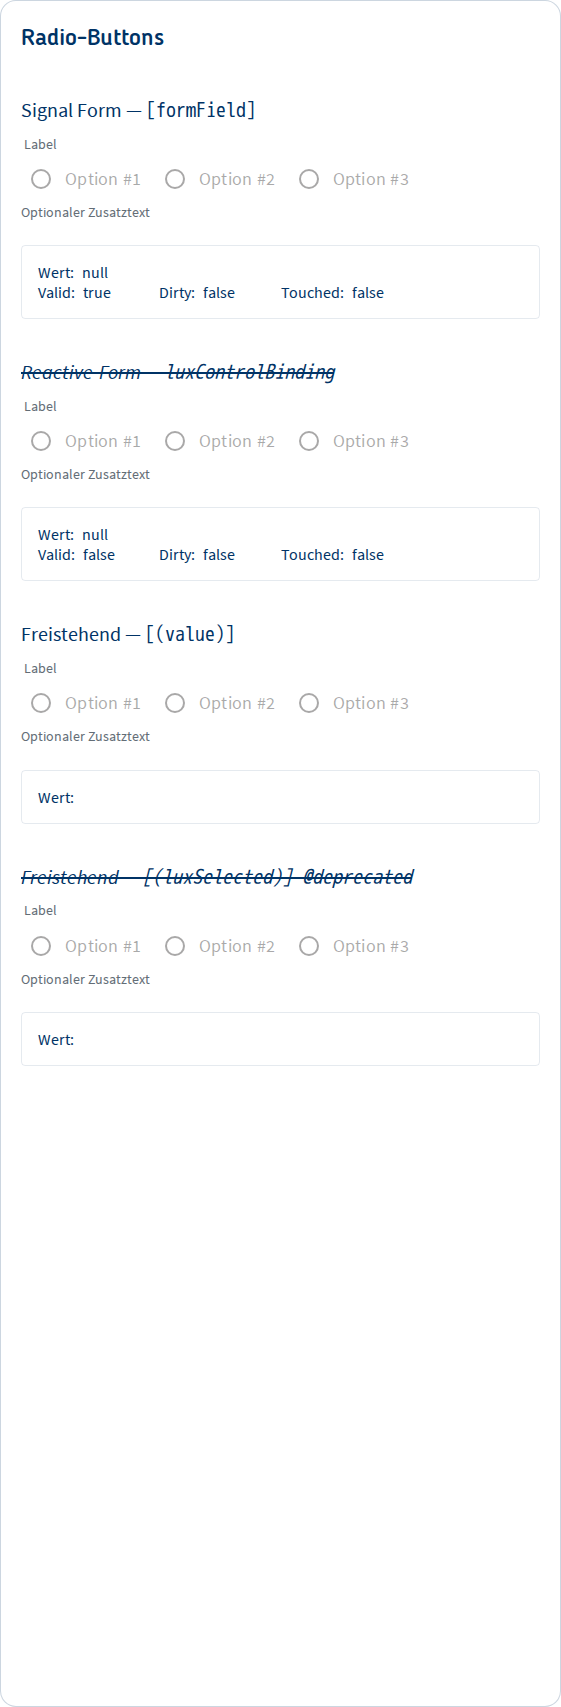 Radio-Buttons
Signal Form — [formField]
Label
Option #1 Option #2 Option #3
Optionaler Zusatztext
Wert: null
Valid: true Dirty: false Touched: false
Reactive Form — luxControlBinding
Label
Option #1 Option #2 Option #3
Optionaler Zusatztext
Wert: null
Valid: false Dirty: false Touched: false
Freistehend — [(value)]
Label
Option #1 Option #2 Option #3
Optionaler Zusatztext
Wert:
Freistehend — [(luxSelected)] @deprecated
Label
Option #1 Option #2 Option #3
Optionaler Zusatztext
Wert: